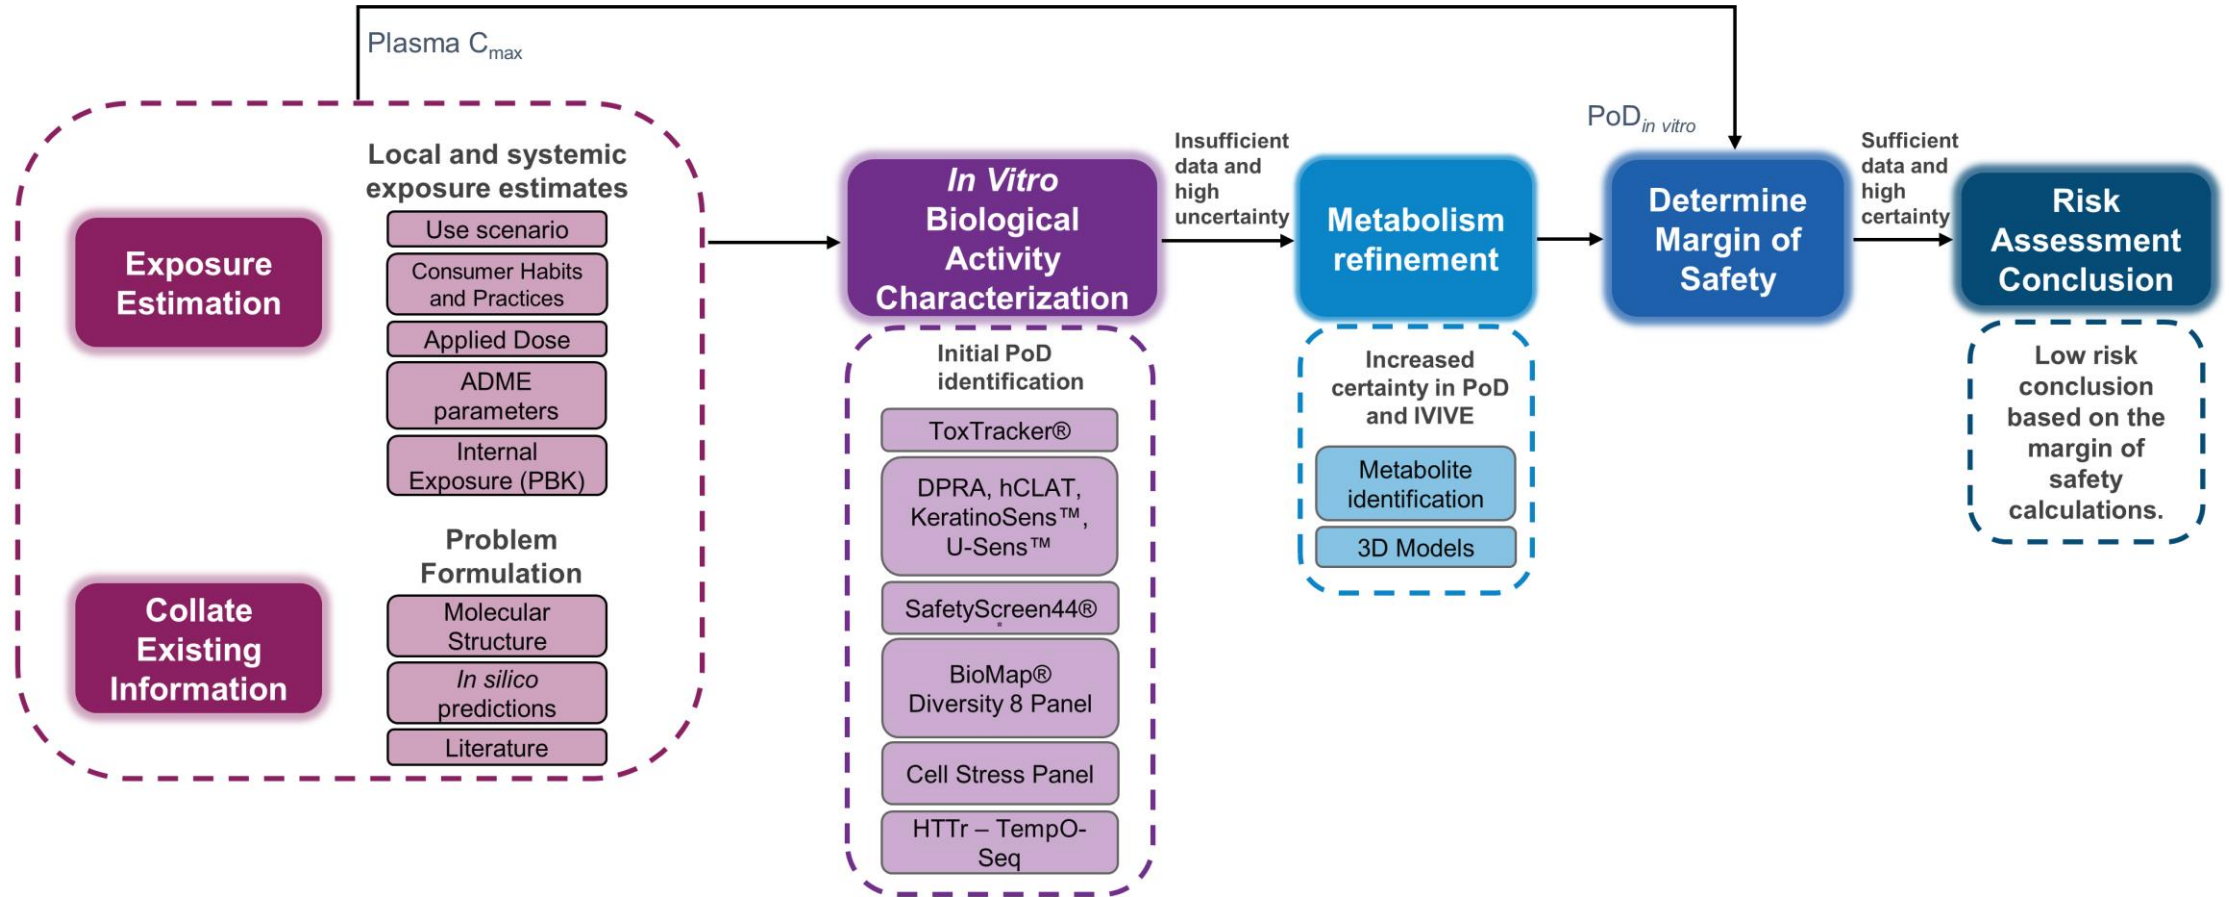 Plasma Cmax
Exposure
Estimation
Local and systemic
exposure estimates
Use scenario
Consumer Habits
and Practices
Applied Dose
ADME
parameters
Internal
Exposure (PBK)
Collate
Existing
Information
Problem
Formulation
Molecular
Structure
In silico
predictions
Literature
In Vitro
Biological
Activity
Characterization
Initial PoD
identification
ToxTracker®
DPRA, hCLAT,
KeratinoSens™,
U-Sens™
SafetyScreen44®
BioMap®
Diversity 8 Panel
Cell Stress Panel
HTTr – TempO-
Seq
Insufficient
data and
high
uncertainty
Metabolism
refinement
Increased
certainty in PoD
and IVIVE
Metabolite
identification
3D Models
PoDin vitro
Determine
Margin of
Safety
Sufficient
data and
high
certainty
Risk
Assessment
Conclusion
Low risk
conclusion
based on the
margin of
safety
calculations.